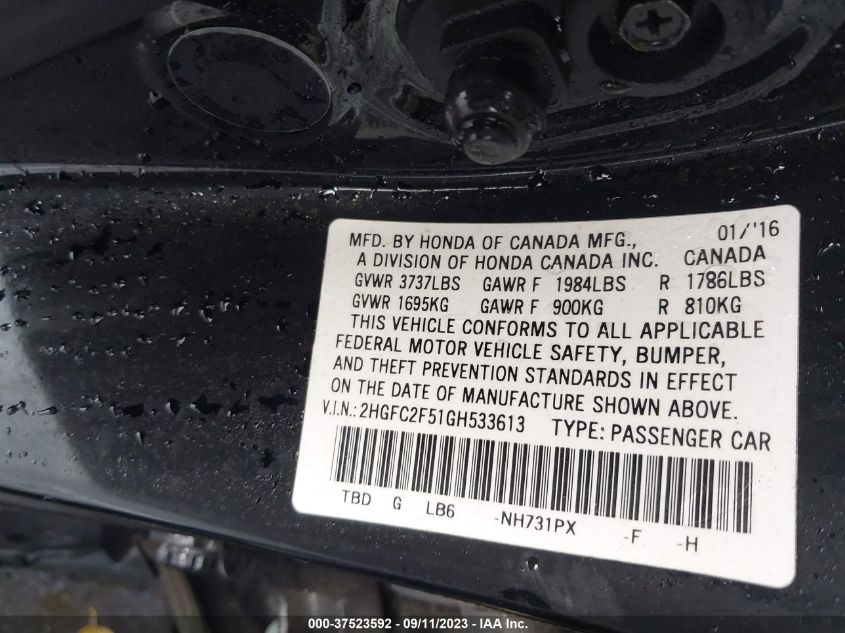 MFD. BY HONDA OF CANADA MFG., 01/'16
A DIVISION OF HONDA CANADA INC. CANADA
GVWR 3737LBS GAWR F 1984LBS R 1786LBS
GVWR 1695KG GAWR F 900KG R 810KG
THIS VEHICLE CONFORMS TO ALL APPLICABLE
FEDERAL MOTOR VEHICLE SAFETY, BUMPER,
AND THEFT PREVENTION STANDARDS IN EFFECT
ON THE DATE OF MANUFACTURE SHOWN ABOVE.
V.I.N.: 2HGFC2F51GH533613 TYPE: PASSENGER CAR
TBD G LB6 -NH731PX -F -H
000-37523592 - 09/11/2023 - IAA Inc.